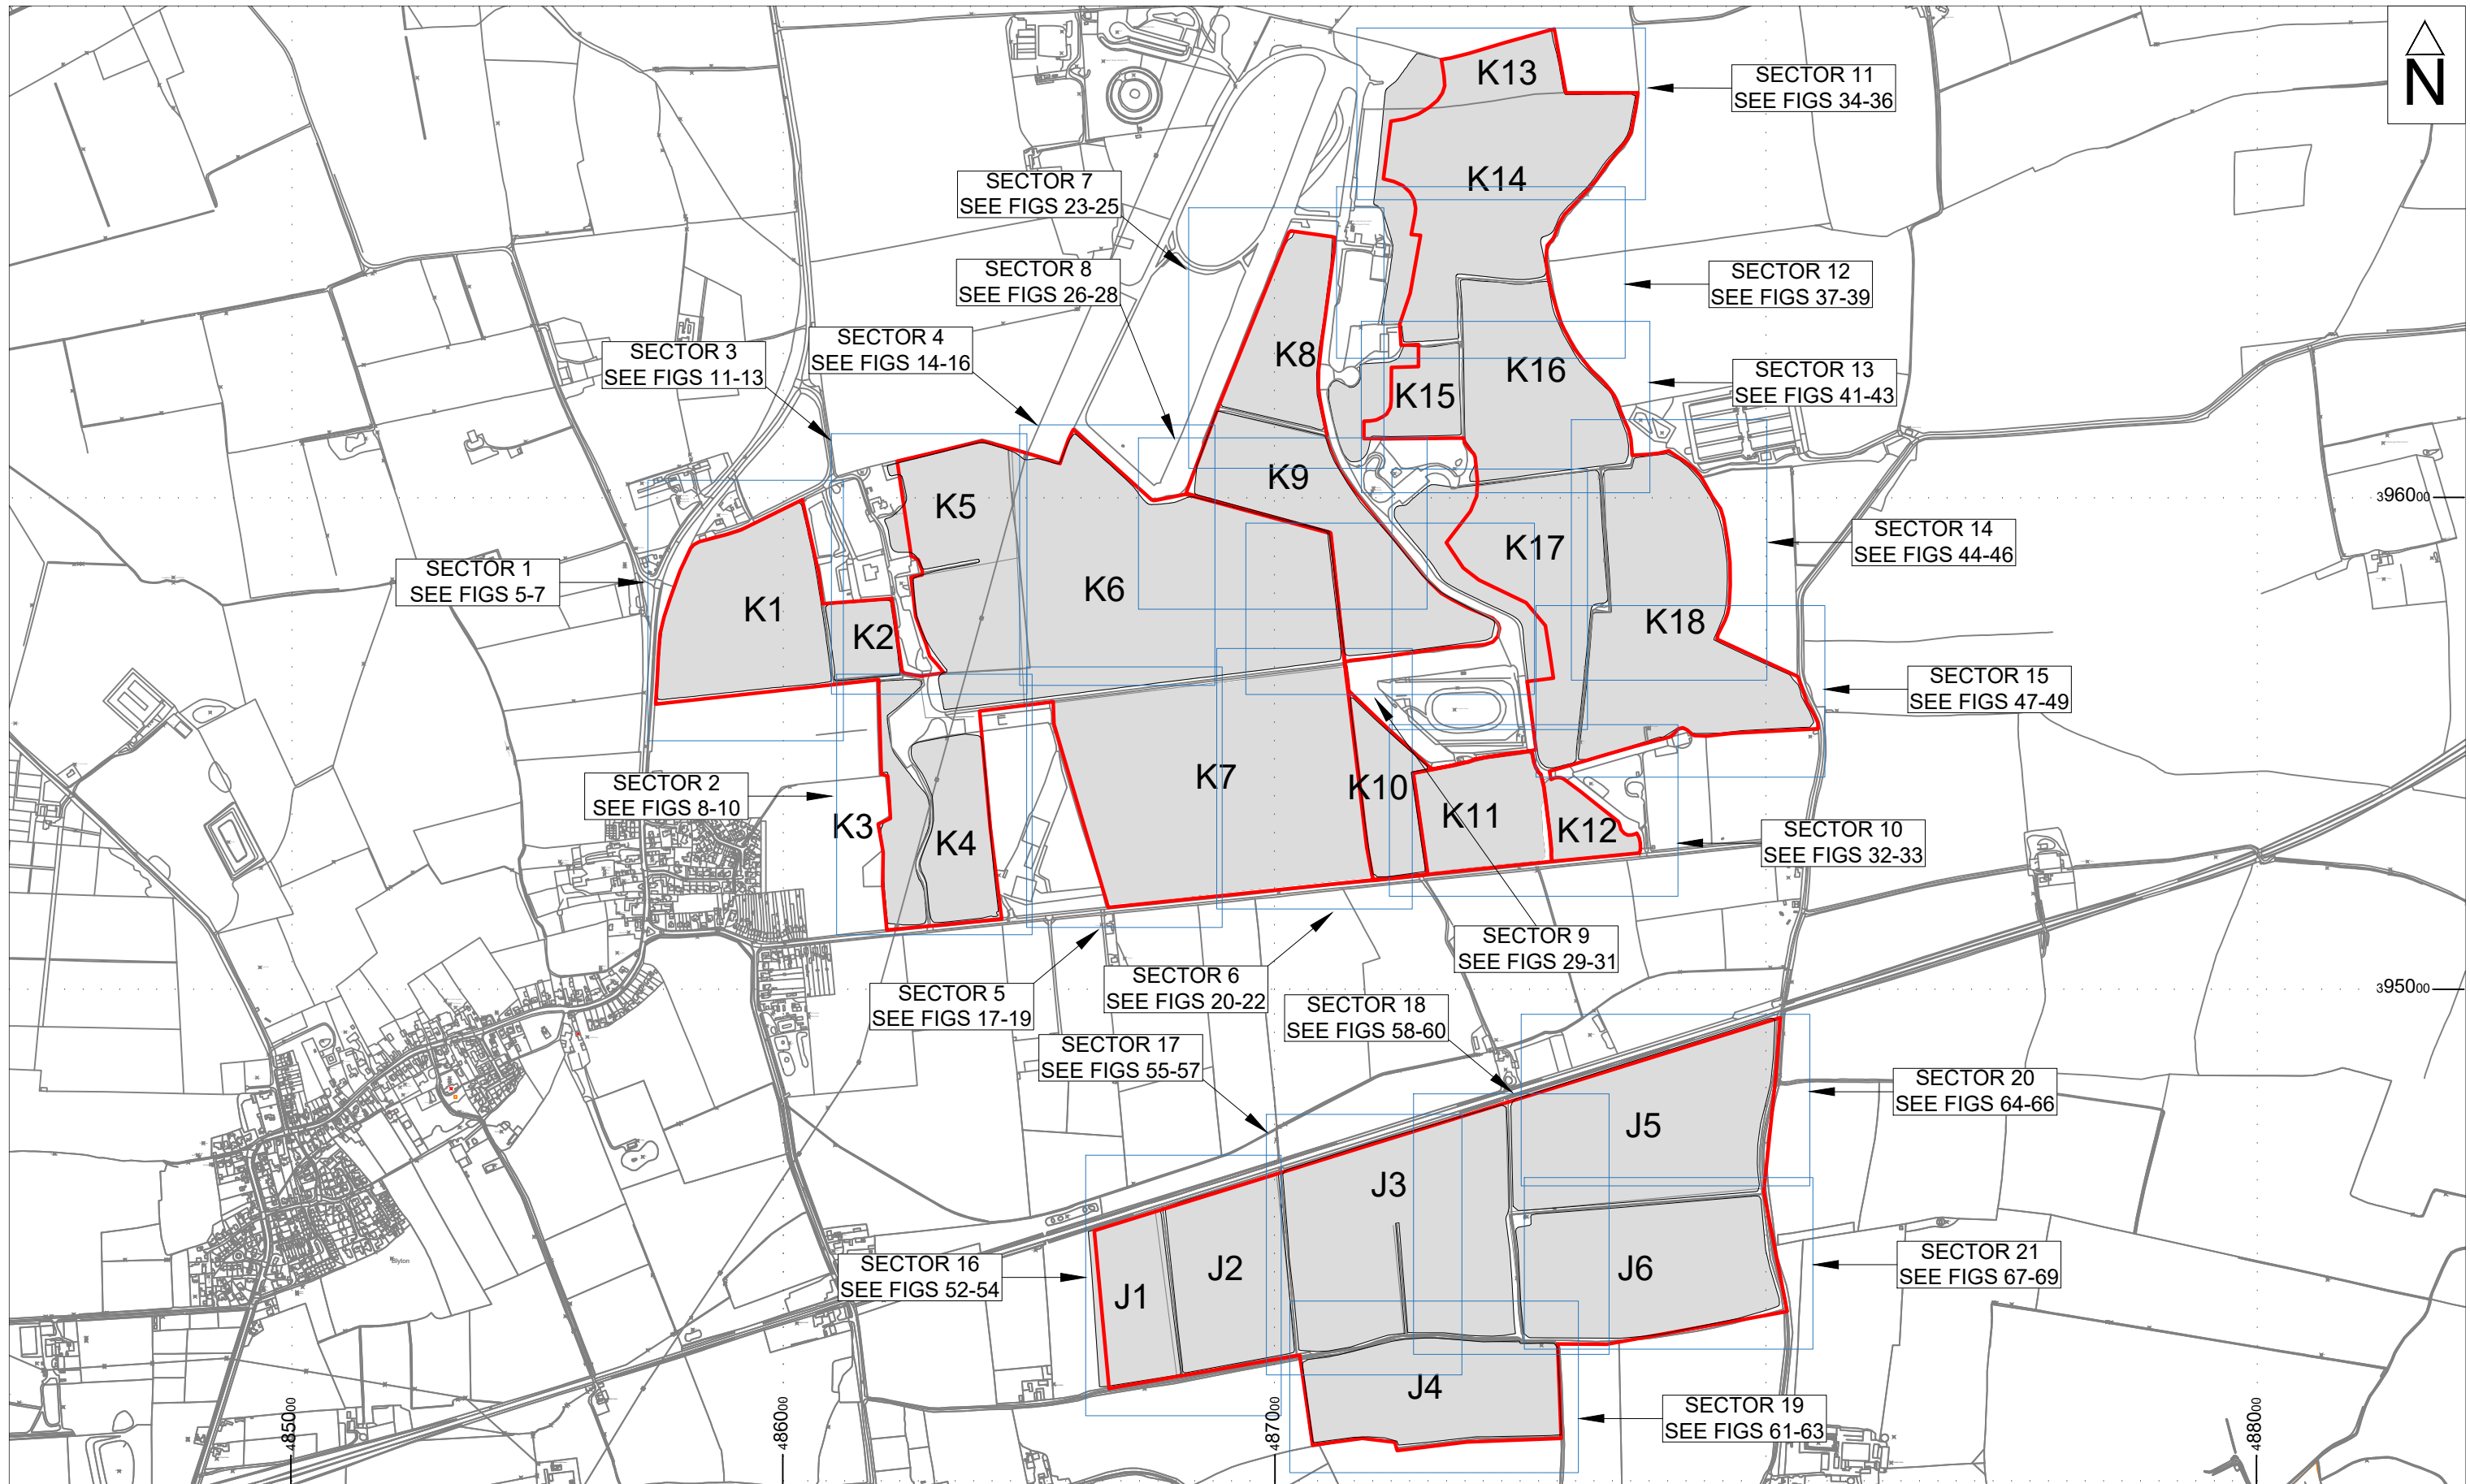 N
K13
SECTOR 11
SEE FIGS 34-36
K14
SECTOR 7
SEE FIGS 23-25
SECTOR 8
SEE FIGS 26-28
SECTOR 12
SEE FIGS 37-39
SECTOR 4
SEE FIGS 14-16
SECTOR 3
SEE FIGS 11-13
K8
K16
K15
SECTOR 13
SEE FIGS 41-43
K9
K5
39600
K17
SECTOR 14
SEE FIGS 44-46
SECTOR 1
SEE FIGS 5-7
K1
K6
K2
K18
SECTOR 15
SEE FIGS 47-49
SECTOR 2
SEE FIGS 8-10
K7
K10
K3
K4
K11
K12
SECTOR 10
SEE FIGS 32-33
SECTOR 9
SEE FIGS 29-31
SECTOR 6
SEE FIGS 20-22
SECTOR 5
SEE FIGS 17-19
39500
SECTOR 18
SEE FIGS 58-60
SECTOR 17
SEE FIGS 55-57
SECTOR 20
SEE FIGS 64-66
J5
J3
SECTOR 16
SEE FIGS 52-54
J2
J1
J6
SECTOR 21
SEE FIGS 67-69
Blyton
J4
SECTOR 19
SEE FIGS 61-63
485000
486000
487000
488000